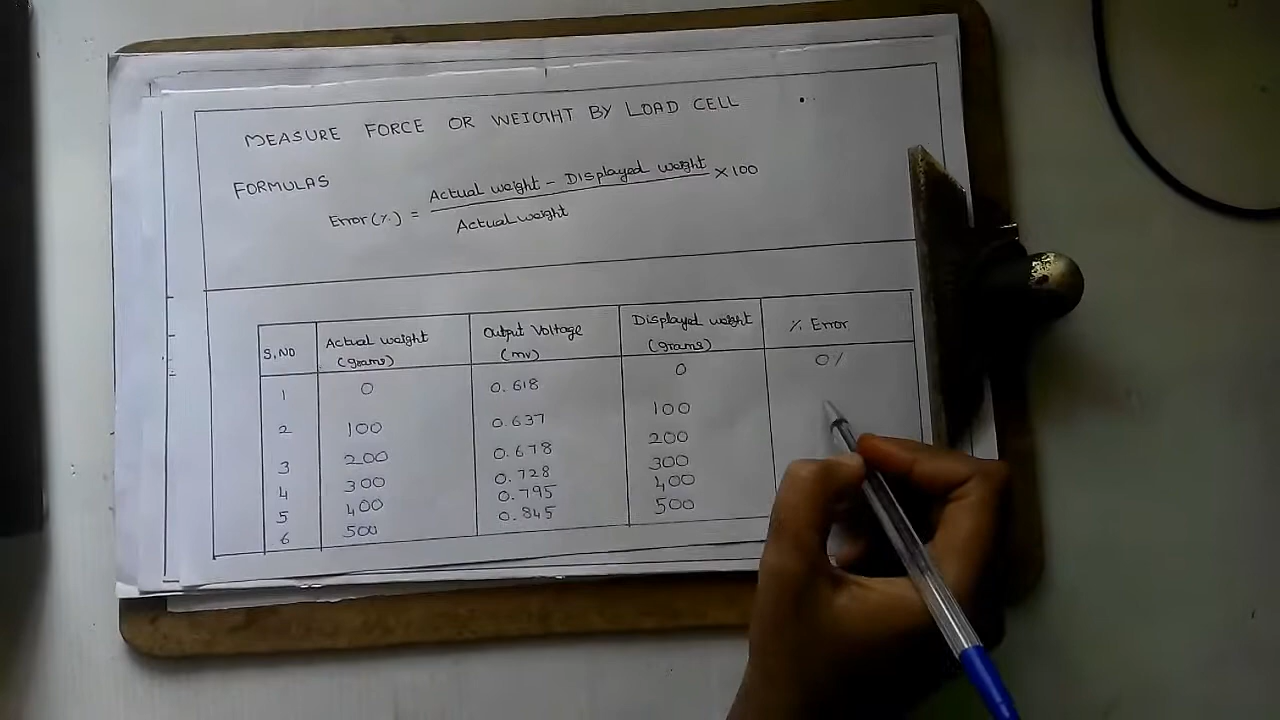 MEASURE FORCE OR WEIGHT BY LOAD CELL
FORMULAS
Error (%) = Actual weight - Displayed weight × 100
Actual weight
S.NO Actual weight (grams) Output Voltage (mv) Displayed weight (grams) % Error
1 0 0.618 0 0%
2 100 0.637 100
3 200 0.678 200
4 300 0.728 300
5 400 0.795 400
6 500 0.845 500